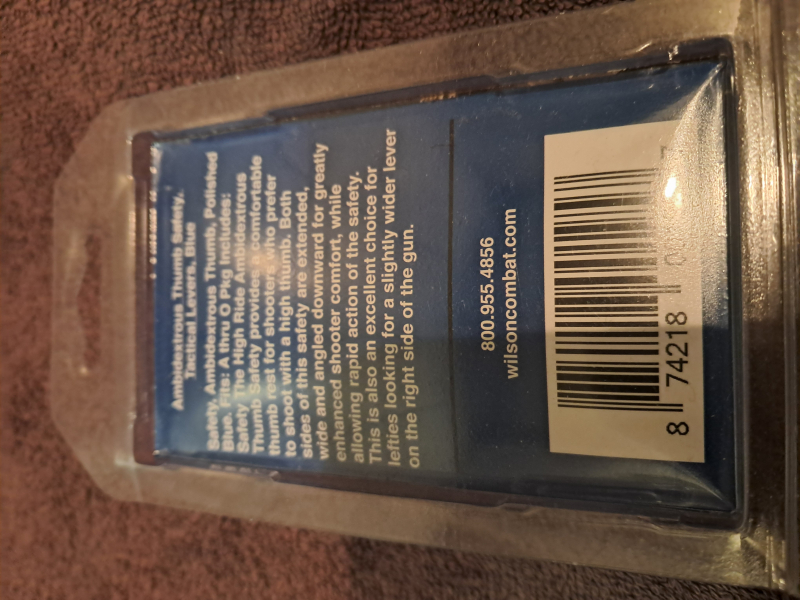 Ambidextrous Thumb Safety,
Tactical Levers, Blue
Safety, Ambidextrous Thumb, Polished
Blue. Fits: A thru O Pkg Includes:
Safety The High Ride Ambidextrous
Thumb Safety provides a comfortable
thumb rest for shooters who prefer
to shoot with a high thumb. Both
sides of this safety are extended,
wide and angled downward for greatly
enhanced shooter comfort, while
allowing rapid action of the safety.
This is also an excellent choice for
lefties looking for a slightly wider lever
on the right side of the gun.
800.955.4856
wilsoncombat.com
8 74218